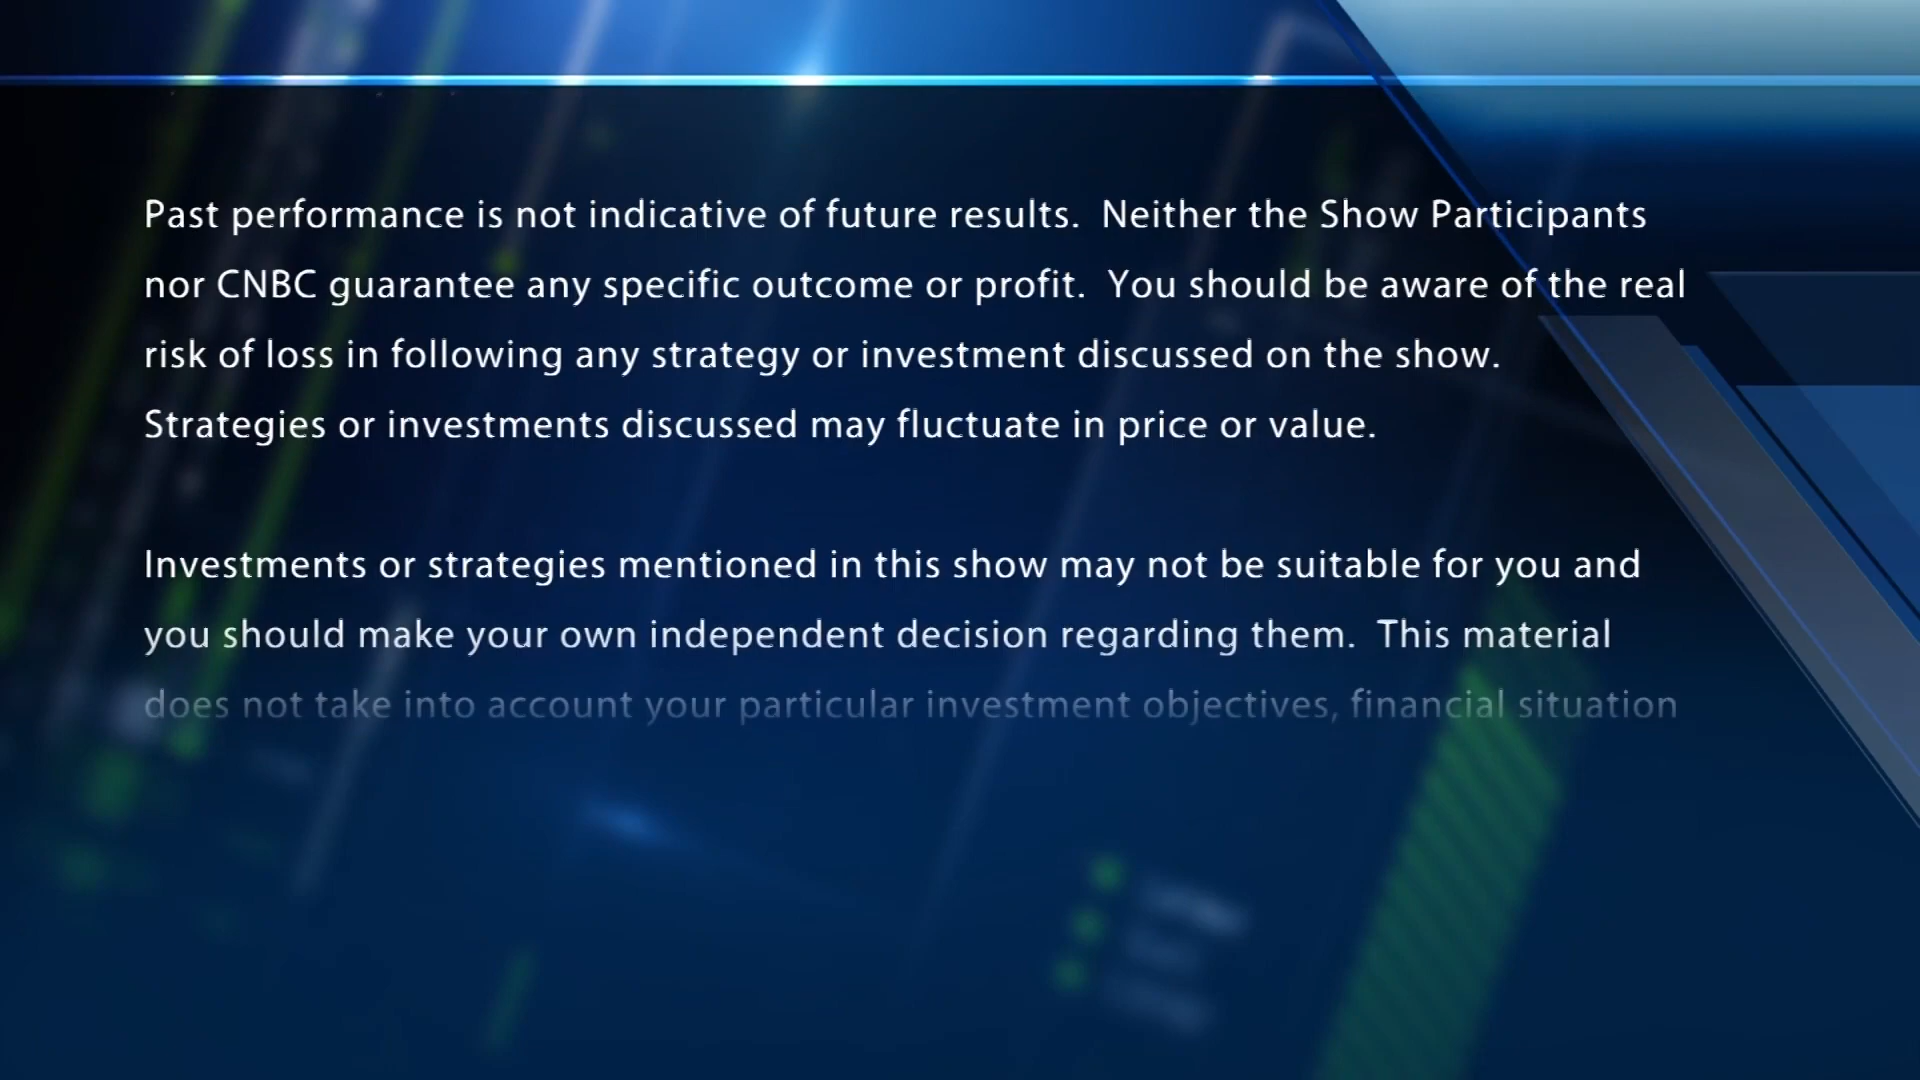 Past performance is not indicative of future results.  Neither the Show Participants
nor CNBC guarantee any specific outcome or profit.  You should be aware of the real
risk of loss in following any strategy or investment discussed on the show.
Strategies or investments discussed may fluctuate in price or value.
Investments or strategies mentioned in this show may not be suitable for you and
you should make your own independent decision regarding them.  This material
does not take into account your particular investment objectives, financial situation